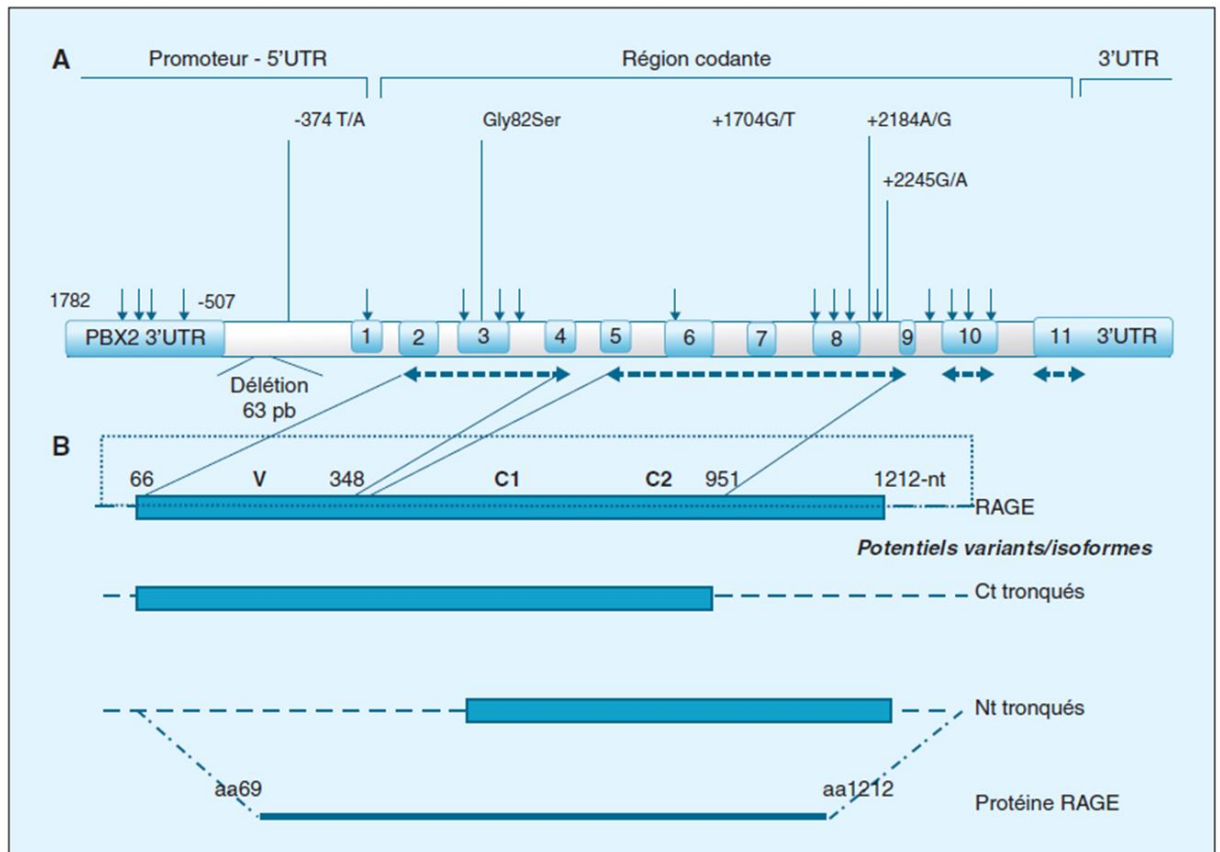 A
Promoteur - 5'UTR
Région codante
3'UTR
-374 T/A
Gly82Ser
+1704G/T
+2184A/G
+2245G/A
1782
-507
PBX2 3'UTR
1
2
3
4
5
6
7
8
9
10
11
3'UTR
Délétion
63 pb
B
66
V
348
C1
C2
951
1212-nt
RAGE
Potentiels variants/isoformes
Ct tronqués
Nt tronqués
aa69
aa1212
Protéine RAGE